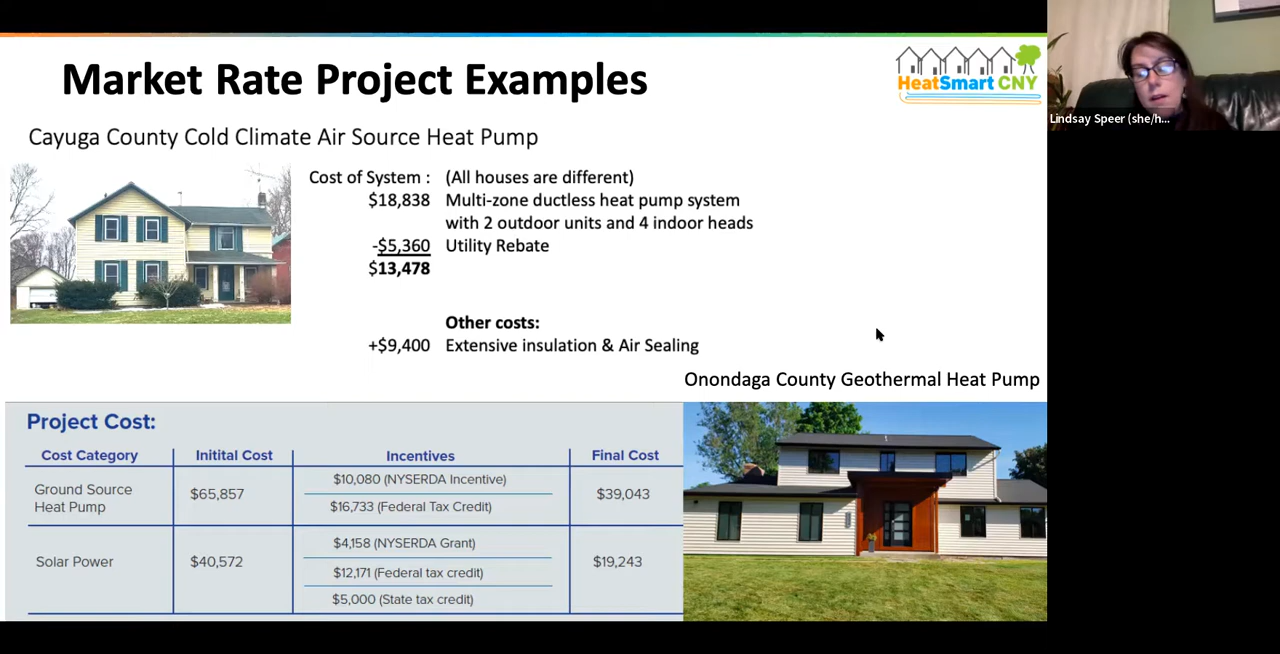 Market Rate Project Examples
HeatSmart CNY
Lindsay Speer (she/h...
Cayuga County Cold Climate Air Source Heat Pump
Cost of System : (All houses are different)
$18,838 Multi-zone ductless heat pump system
with 2 outdoor units and 4 indoor heads
-$5,360 Utility Rebate
$13,478
Other costs:
+$9,400 Extensive insulation & Air Sealing
Onondaga County Geothermal Heat Pump
Project Cost:
Cost Category Initital Cost Incentives Final Cost
Ground Source
Heat Pump
$65,857
$10,080 (NYSERDA Incentive)
$16,733 (Federal Tax Credit)
$39,043
Solar Power
$40,572
$4,158 (NYSERDA Grant)
$12,171 (Federal tax credit)
$5,000 (State tax credit)
$19,243